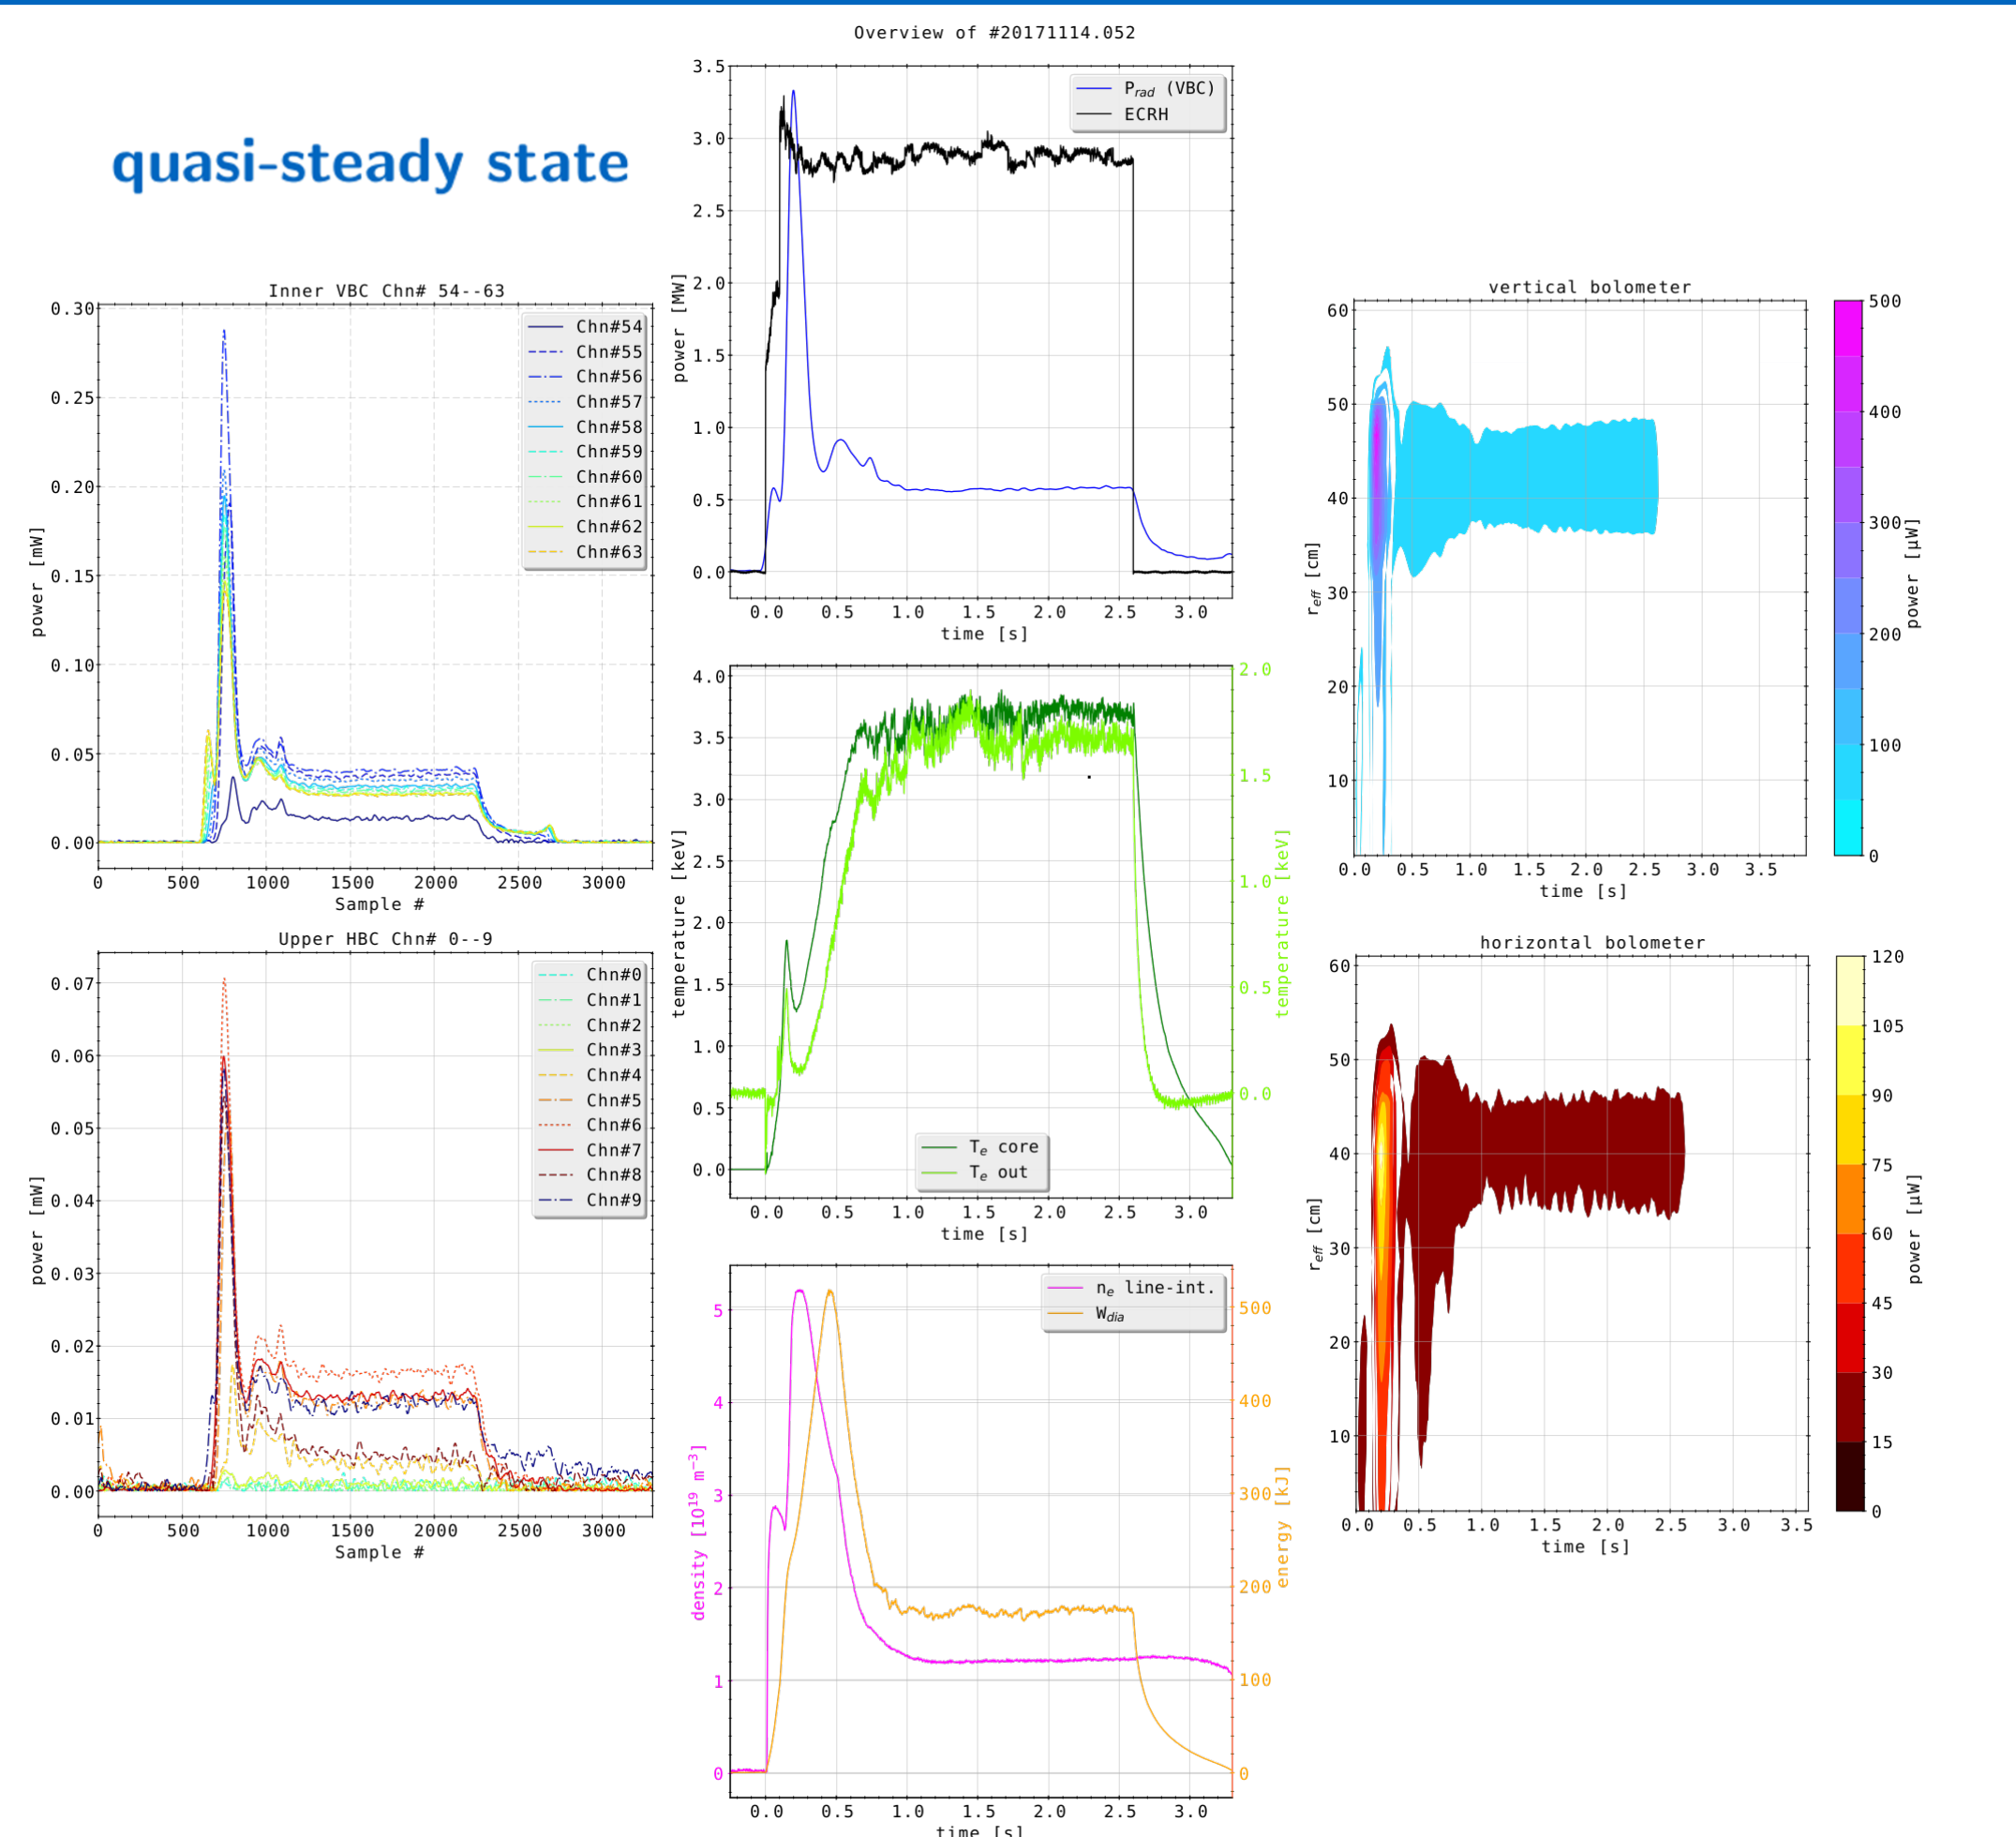 Overview of #20171114.052
quasi-steady state
Inner VBC Chn# 54--63
power [mW]
0.30
0.25
0.20
0.15
0.10
0.05
0.00
0 500 1000 1500 2000 2500 3000
Sample #
Chn#54
Chn#55
Chn#56
Chn#57
Chn#58
Chn#59
Chn#60
Chn#61
Chn#62
Chn#63
Upper HBC Chn# 0--9
power [mW]
0.07
0.06
0.05
0.04
0.03
0.02
0.01
0.00
0 500 1000 1500 2000 2500 3000
Sample #
Chn#0
Chn#1
Chn#2
Chn#3
Chn#4
Chn#5
Chn#6
Chn#7
Chn#8
Chn#9
power [MW]
3.5
3.0
2.5
2.0
1.5
1.0
0.5
0.0
0.0 0.5 1.0 1.5 2.0 2.5 3.0
time [s]
P_rad (VBC)
ECRH
temperature [keV]
4.0
3.5
3.0
2.5
2.0
1.5
1.0
0.5
0.0
0.0 0.5 1.0 1.5 2.0 2.5 3.0
time [s]
T_e core
T_e out
2.0
1.5
1.0
0.5
0.0
temperature [keV]
density [10^19 m^-3]
5
4
3
2
1
0
0.0 0.5 1.0 1.5 2.0 2.5 3.0
time [s]
n_e line-int.
W_dia
500
400
300
200
100
0
energy [kJ]
vertical bolometer
r_eff [cm]
60
50
40
30
20
10
0.0 0.5 1.0 1.5 2.0 2.5 3.0 3.5
time [s]
500
400
300
200
100
0
power [µW]
horizontal bolometer
r_eff [cm]
60
50
40
30
20
10
0.0 0.5 1.0 1.5 2.0 2.5 3.0 3.5
time [s]
120
105
90
75
60
45
30
15
0
power [µW]